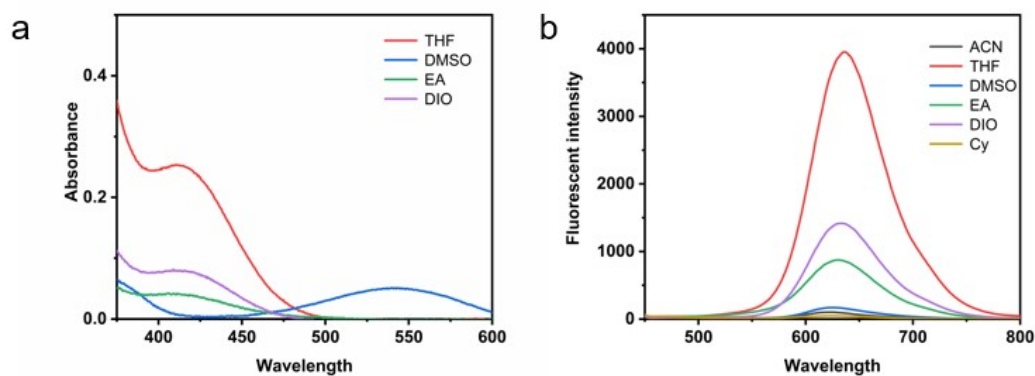 a
THF
DMSO
EA
DIO
0.4
0.2
0.0
Absorbance
400 450 500 550 600
Wavelength
b
ACN
THF
DMSO
EA
DIO
Cy
4000
3000
2000
1000
0
Fluorescent intensity
500 600 700 800
Wavelength